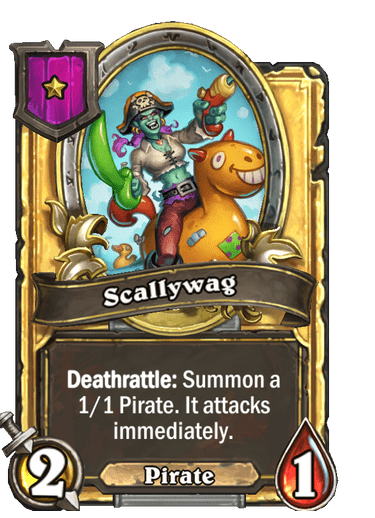 Scallywag
Deathrattle: Summon a
1/1 Pirate. It attacks
immediately.
2
Pirate
1